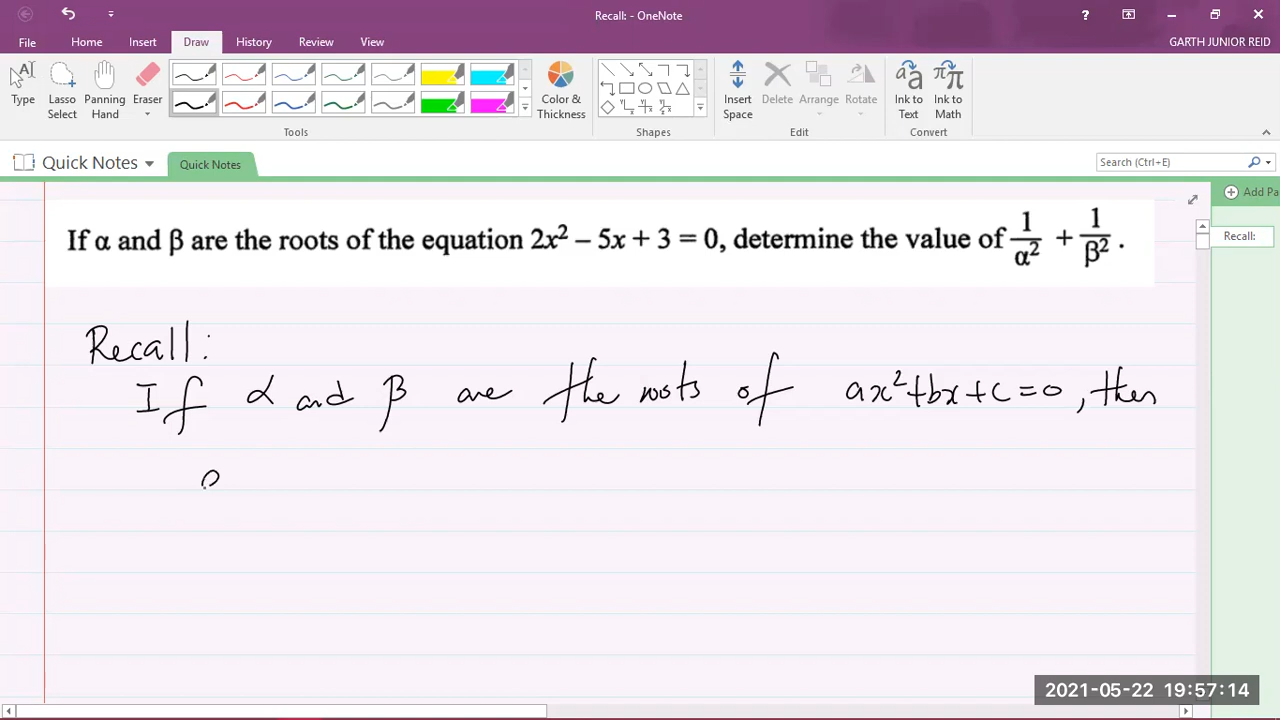 Recall: - OneNote
GARTH JUNIOR REID
File Home Insert Draw History Review View
Type
Lasso Select
Panning Hand
Eraser
Color & Thickness
Insert Space
Delete
Arrange
Rotate
Ink to Text
Ink to Math
Tools
Shapes
Edit
Convert
Quick Notes
Quick Notes
Search (Ctrl+E)
Add Pa
Recall:
If α and β are the roots of the equation 2x² – 5x + 3 = 0, determine the value of 1/α² + 1/β² .
Recall:
If α and β are the roots of ax²+bx+c=0, then
2021-05-22 19:57:14